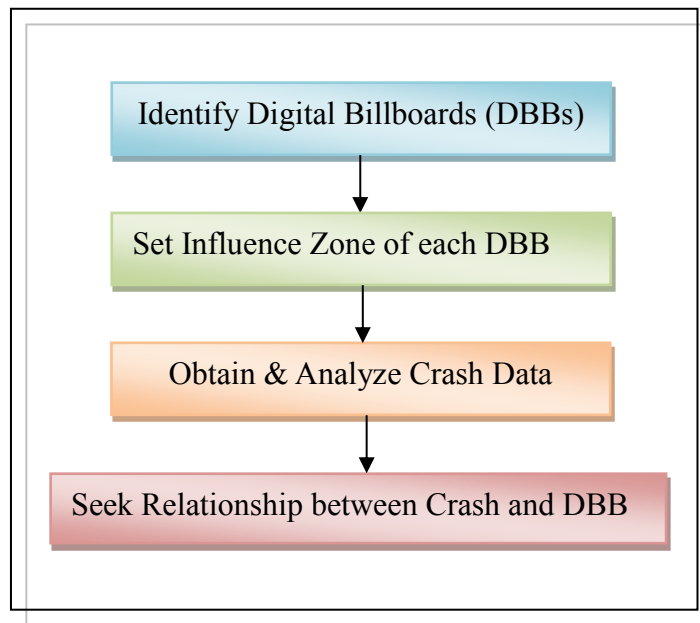 Identify Digital Billboards (DBBs)
Set Influence Zone of each DBB
Obtain & Analyze Crash Data
Seek Relationship between Crash and DBB